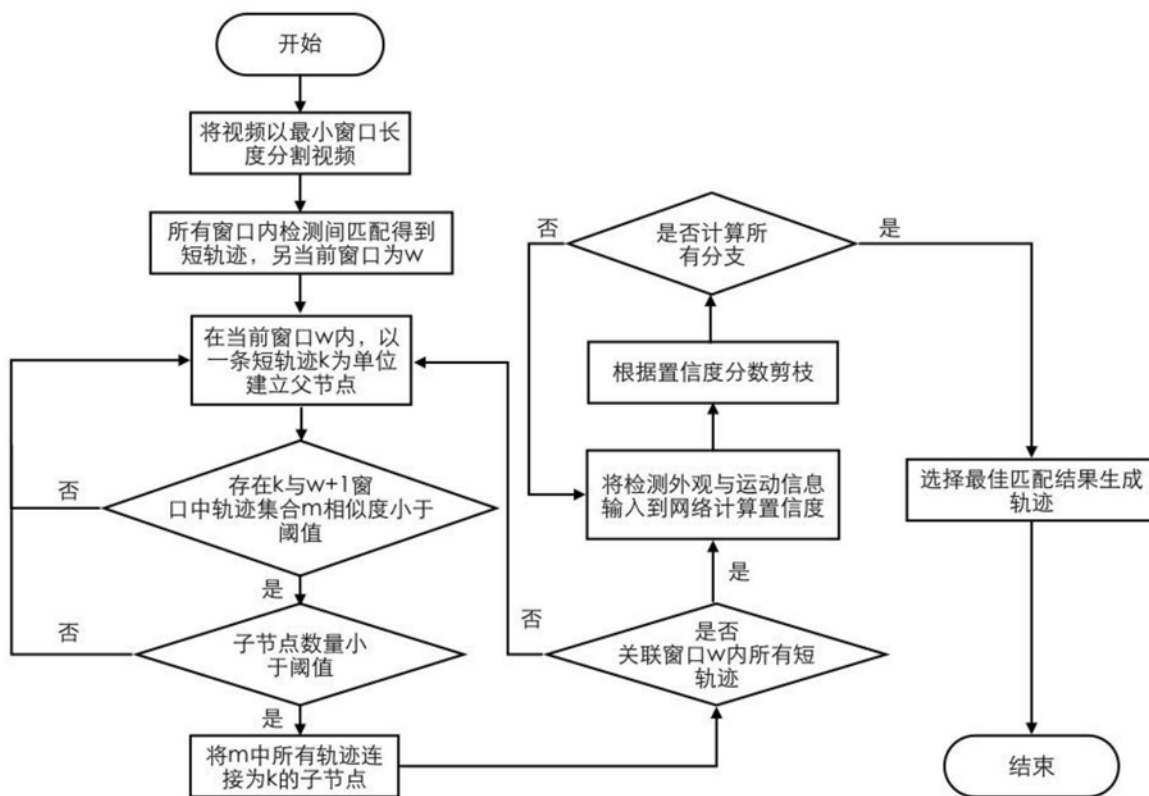 开始
将视频以最小窗口长
度分割视频
所有窗口内检测间匹配得到
短轨迹，另当前窗口为w
在当前窗口w内，以
一条短轨迹k为单位
建立父节点
否
存在k与w+1窗
口中轨迹集合m相似度小于
阈值
是
否
子节点数量小
于阈值
是
将m中所有轨迹连
接为k的子节点
否
是否
关联窗口w内所有短
轨迹
是
将检测外观与运动信息
输入到网络计算置信度
根据置信度分数剪枝
否
是否计算所
有分支
是
选择最佳匹配结果生成
轨迹
结束